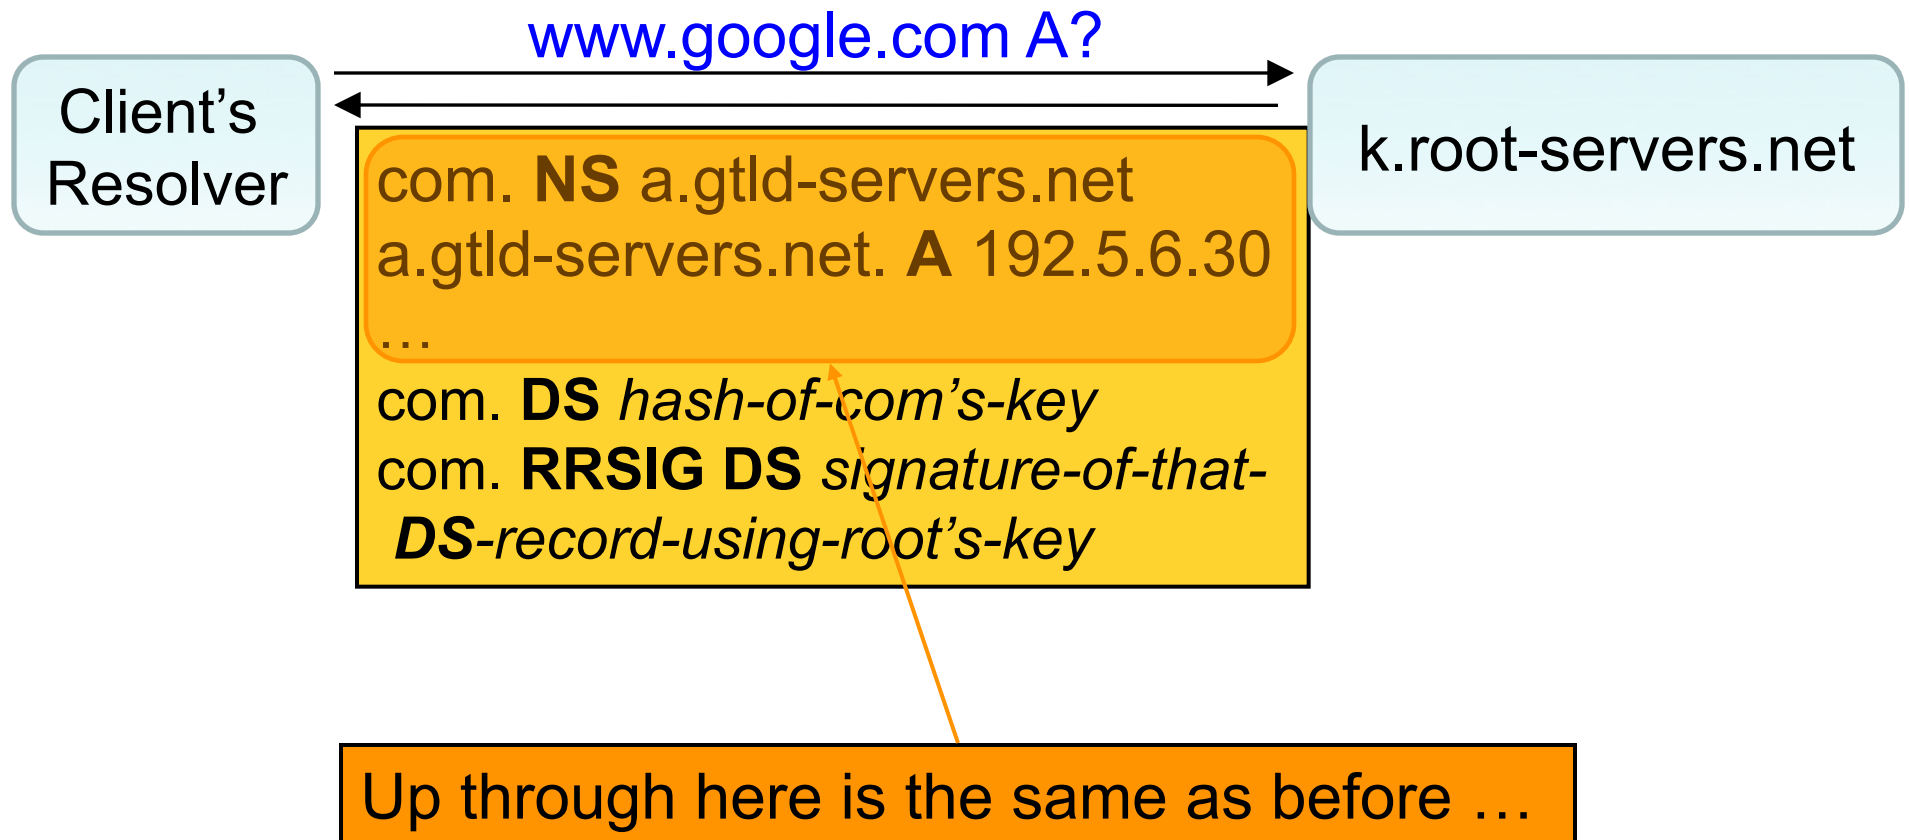 www.google.com A?
Client’s
Resolver
k.root-servers.net
com. NS a.gtld-servers.net
a.gtld-servers.net. A 192.5.6.30
…
com. DS hash-of-com’s-key
com. RRSIG DS signature-of-that-
DS-record-using-root’s-key
Up through here is the same as before …